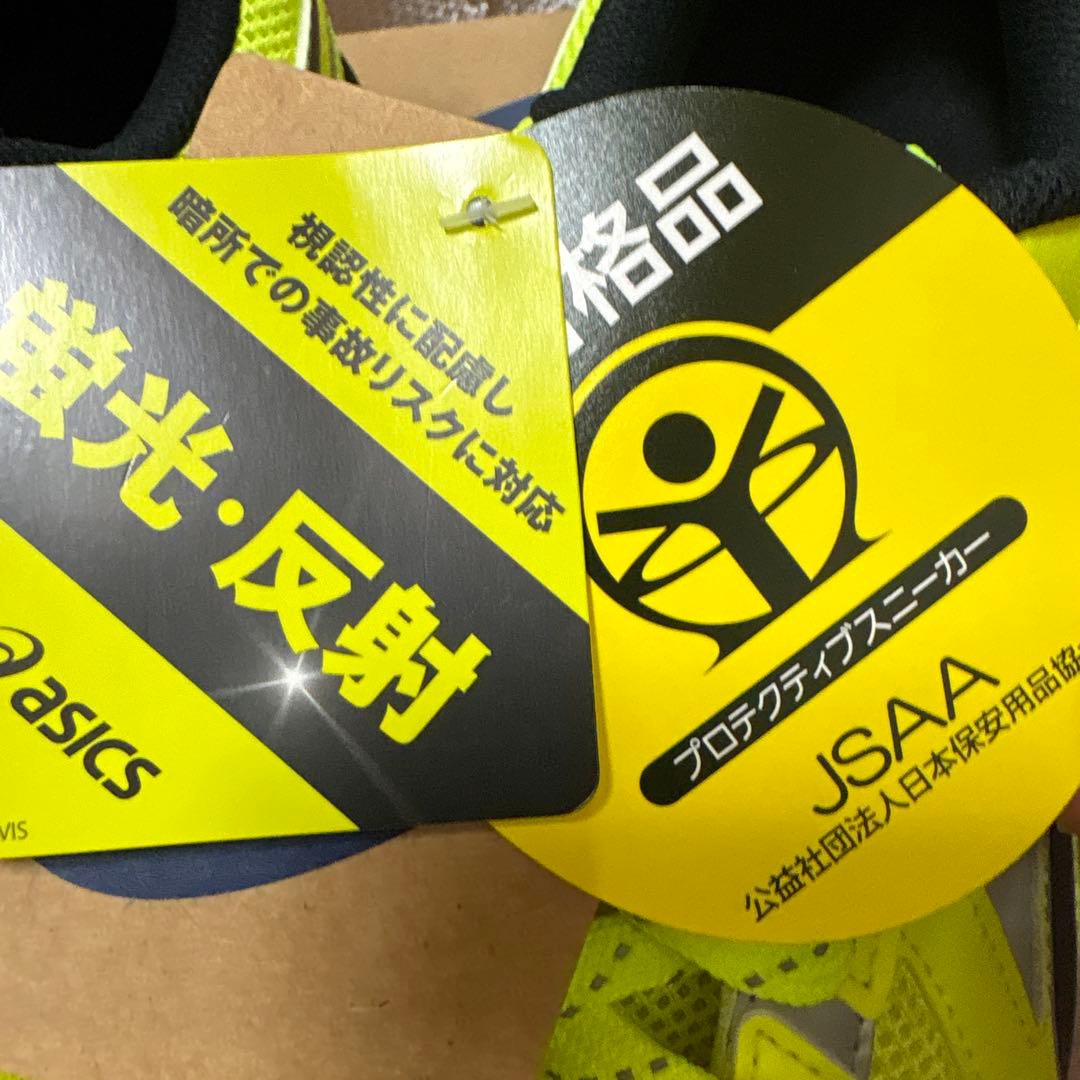 視認性に配慮し
暗所での事故リスクに対応
蛍光・反射
asics
VIS
格品
プロテクティブスニーカー
JSAA
公益社団法人日本保安用品協